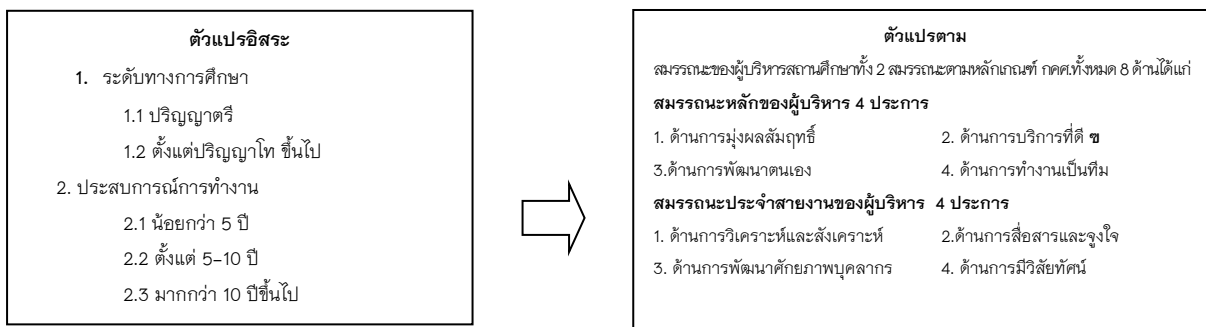 ตัวแปรอิสระ
1. ระดับทางการศึกษา
1.1 ปริญญาตรี
1.2 ตั้งแต่ปริญญาโท ขึ้นไป
2. ประสบการณ์การทำงาน
2.1 น้อยกว่า 5 ปี
2.2 ตั้งแต่ 5-10 ปี
2.3 มากกว่า 10 ปีขึ้นไป
ตัวแปรตาม
สมรรถนะของผู้บริหารสถานศึกษาทั้ง 2 สมรรถนะตามหลักเกณฑ์ กคศ.ทั้งหมด 8 ด้านได้แก่
สมรรถนะหลักของผู้บริหาร 4 ประการ
1. ด้านการมุ่งผลสัมฤทธิ์ 2. ด้านการบริการที่ดี ฃ
3.ด้านการพัฒนาตนเอง 4. ด้านการทำงานเป็นทีม
สมรรถนะประจำสายงานของผู้บริหาร 4 ประการ
1. ด้านการวิเคราะห์และสังเคราะห์ 2.ด้านการสื่อสารและจูงใจ
3. ด้านการพัฒนาศักยภาพบุคลากร 4. ด้านการมีวิสัยทัศน์